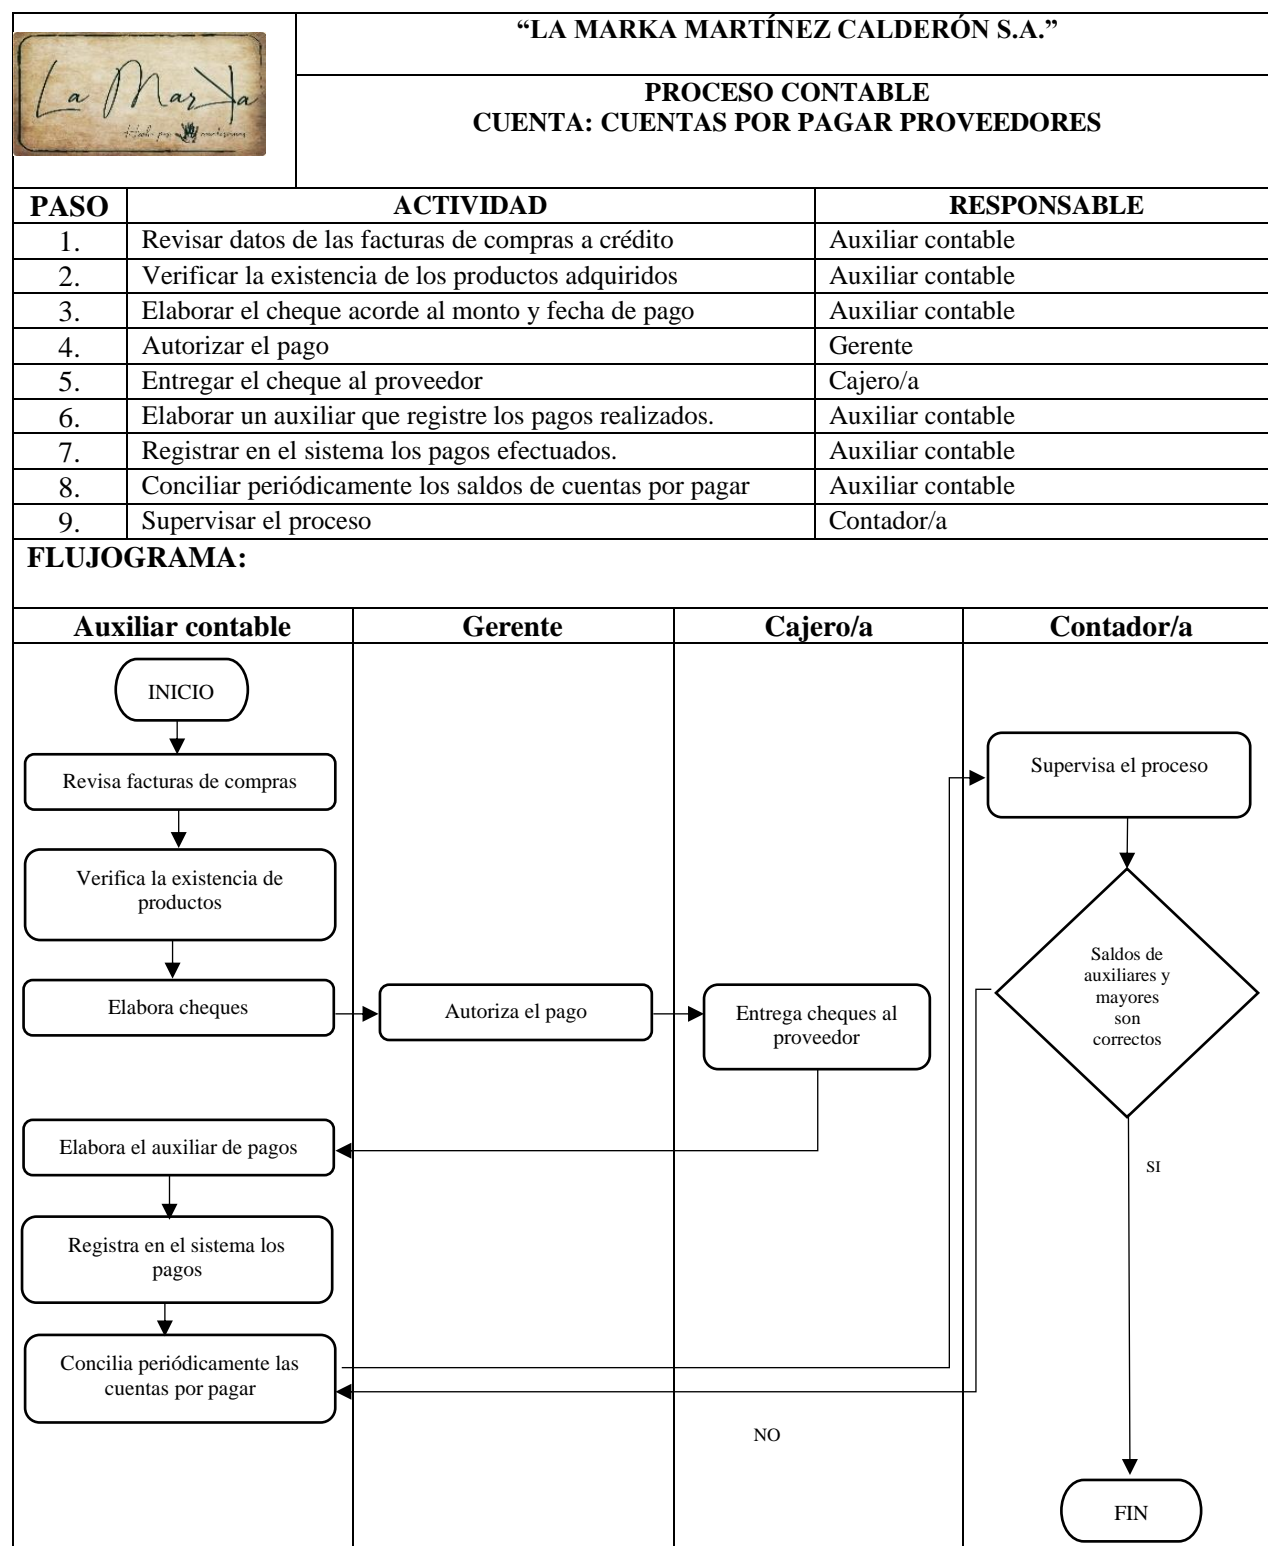 La Marka
“LA MARKA MARTÍNEZ CALDERÓN S.A.”
PROCESO CONTABLE
CUENTA: CUENTAS POR PAGAR PROVEEDORES
PASO ACTIVIDAD RESPONSABLE
1. Revisar datos de las facturas de compras a crédito Auxiliar contable
2. Verificar la existencia de los productos adquiridos Auxiliar contable
3. Elaborar el cheque acorde al monto y fecha de pago Auxiliar contable
4. Autorizar el pago Gerente
5. Entregar el cheque al proveedor Cajero/a
6. Elaborar un auxiliar que registre los pagos realizados. Auxiliar contable
7. Registrar en el sistema los pagos efectuados. Auxiliar contable
8. Conciliar periódicamente los saldos de cuentas por pagar Auxiliar contable
9. Supervisar el proceso Contador/a
FLUJOGRAMA:
Auxiliar contable Gerente Cajero/a Contador/a
INICIO
Revisa facturas de compras
Verifica la existencia de
productos
Elabora cheques
Autoriza el pago
Entrega cheques al
proveedor
Elabora el auxiliar de pagos
Registra en el sistema los
pagos
Concilia periódicamente las
cuentas por pagar
Supervisa el proceso
Saldos de
auxiliares y
mayores
son
correctos
SI
NO
FIN